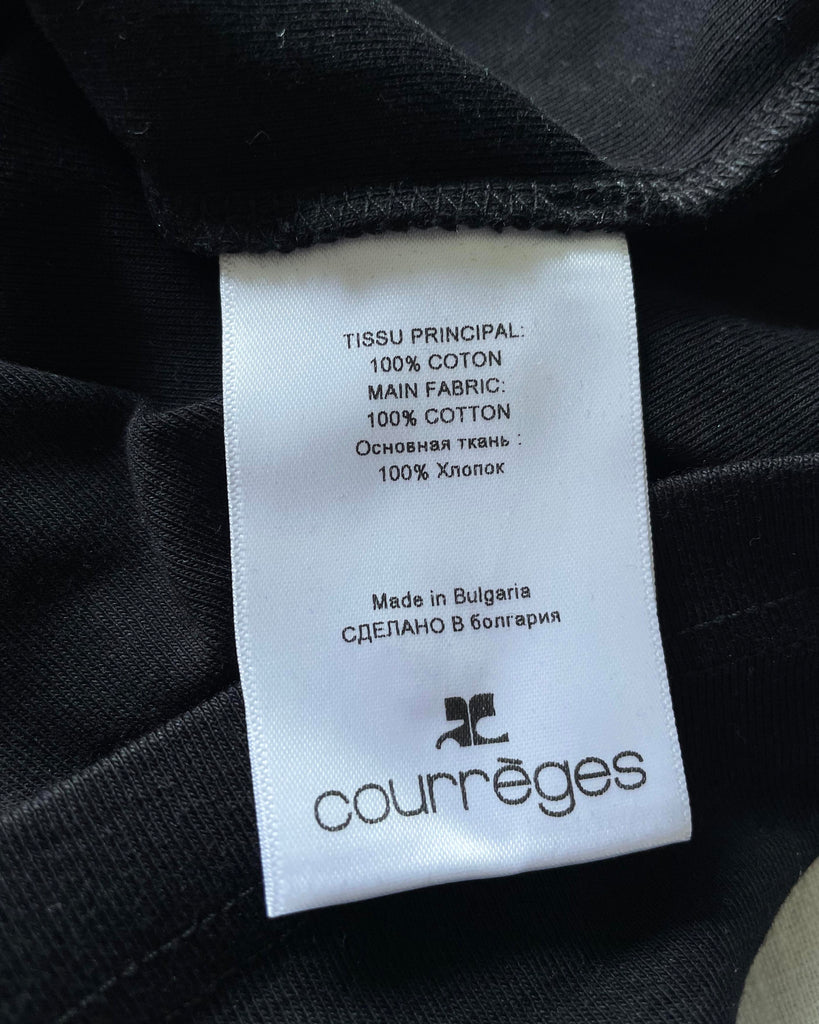 TISSU PRINCIPAL:
100% COTON
MAIN FABRIC:
100% COTTON
Основная ткань :
100% Хлопок
Made in Bulgaria
СДЕЛАНО В болгария
courrèges